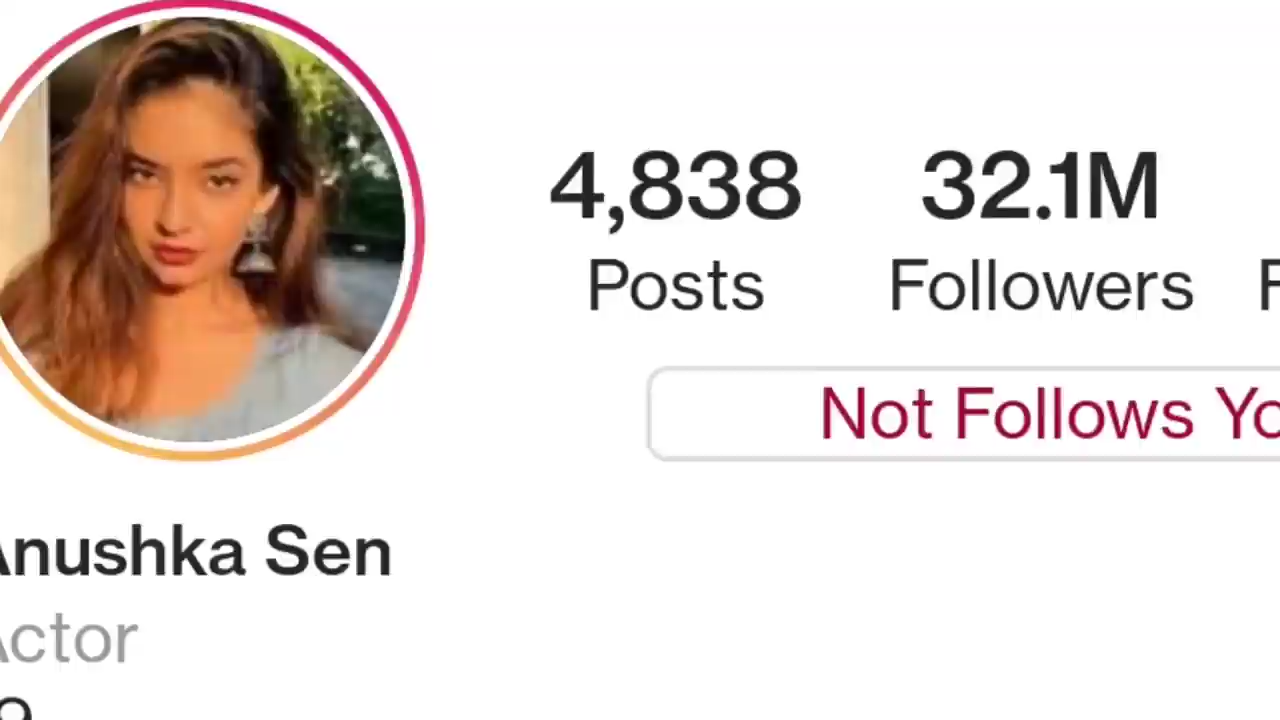 4,838 32.1M
Posts Followers
Not Follows
Anushka Sen
Actor